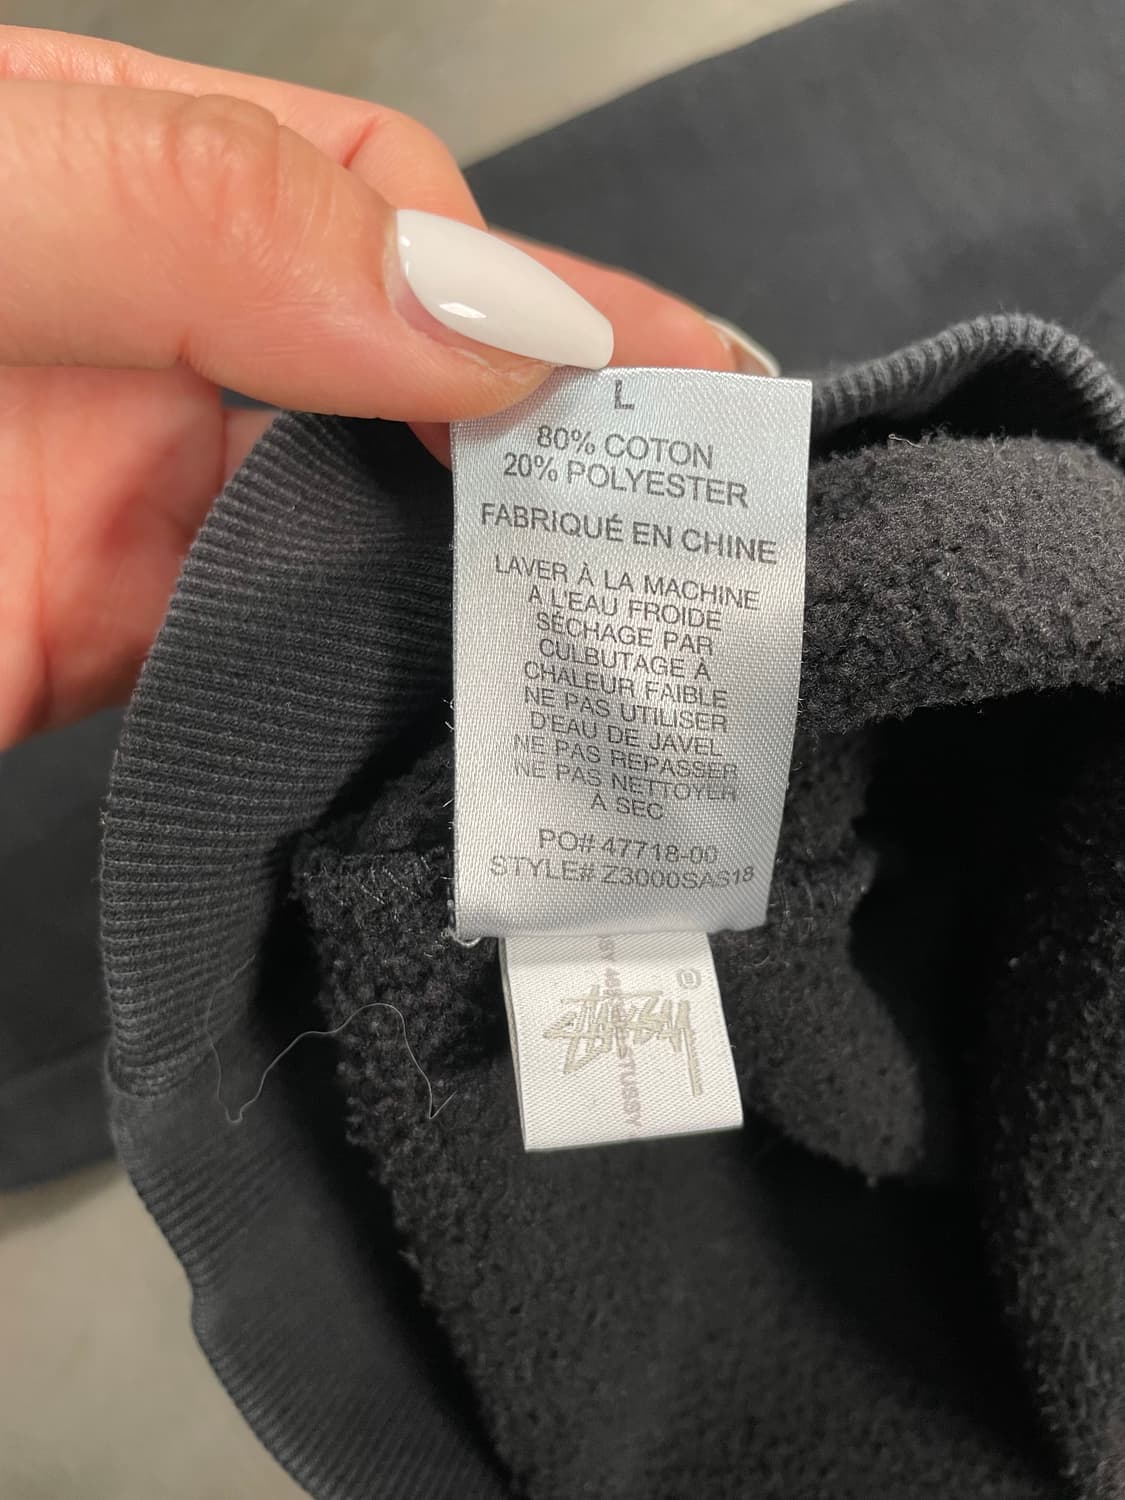 L
80% COTON
20% POLYESTER
FABRIQUÉ EN CHINE
LAVER À LA MACHINE
A L'EAU FROIDE
SÉCHAGE PAR
CULBUTAGE À
CHALEUR FAIBLE
NE PAS UTILISER
D'EAU DE JAVEL
NE PAS REPASSER
NE PAS NETTOYER
À SEC
PO# 47718-00
STYLE# Z3000SAS18
®
STUSSY